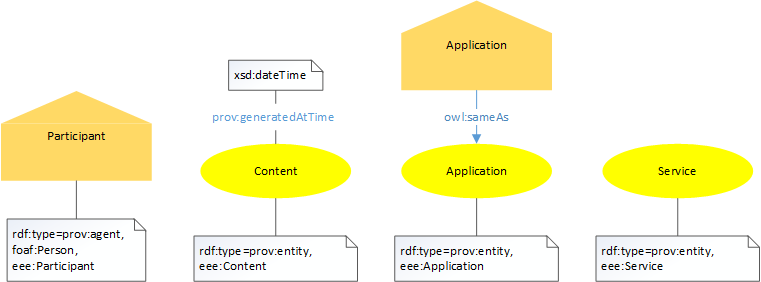 Application
xsd:dateTime
prov:generatedAtTime
owl:sameAs
Participant
Content
Application
Service
rdf:type=prov:agent,
foaf:Person,
eee:Participant
rdf:type=prov:entity,
eee:Content
rdf:type=prov:entity,
eee:Application
rdf:type=prov:entity,
eee:Service